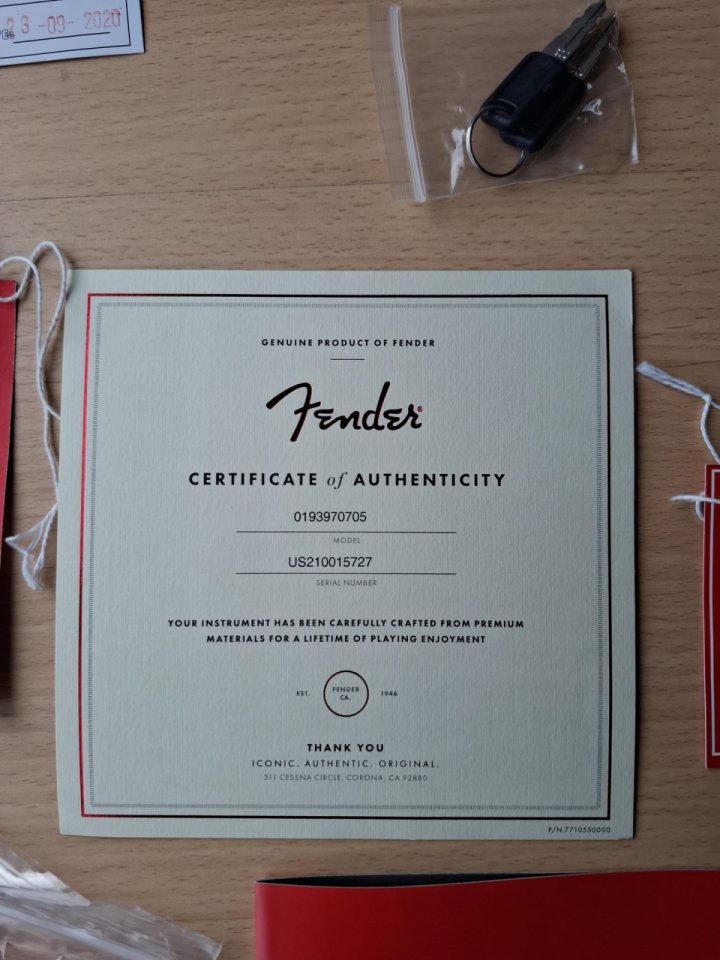 23-09-2020
GENUINE PRODUCT OF FENDER
Fender®
CERTIFICATE of AUTHENTICITY
0193970705
MODEL
US210015727
SERIAL NUMBER
YOUR INSTRUMENT HAS BEEN CAREFULLY CRAFTED FROM PREMIUM
MATERIALS FOR A LIFETIME OF PLAYING ENJOYMENT
EST. FENDER CA. 1946
THANK YOU
ICONIC. AUTHENTIC. ORIGINAL.
311 CESSNA CIRCLE, CORONA, CA 92880
P/N 7710550000